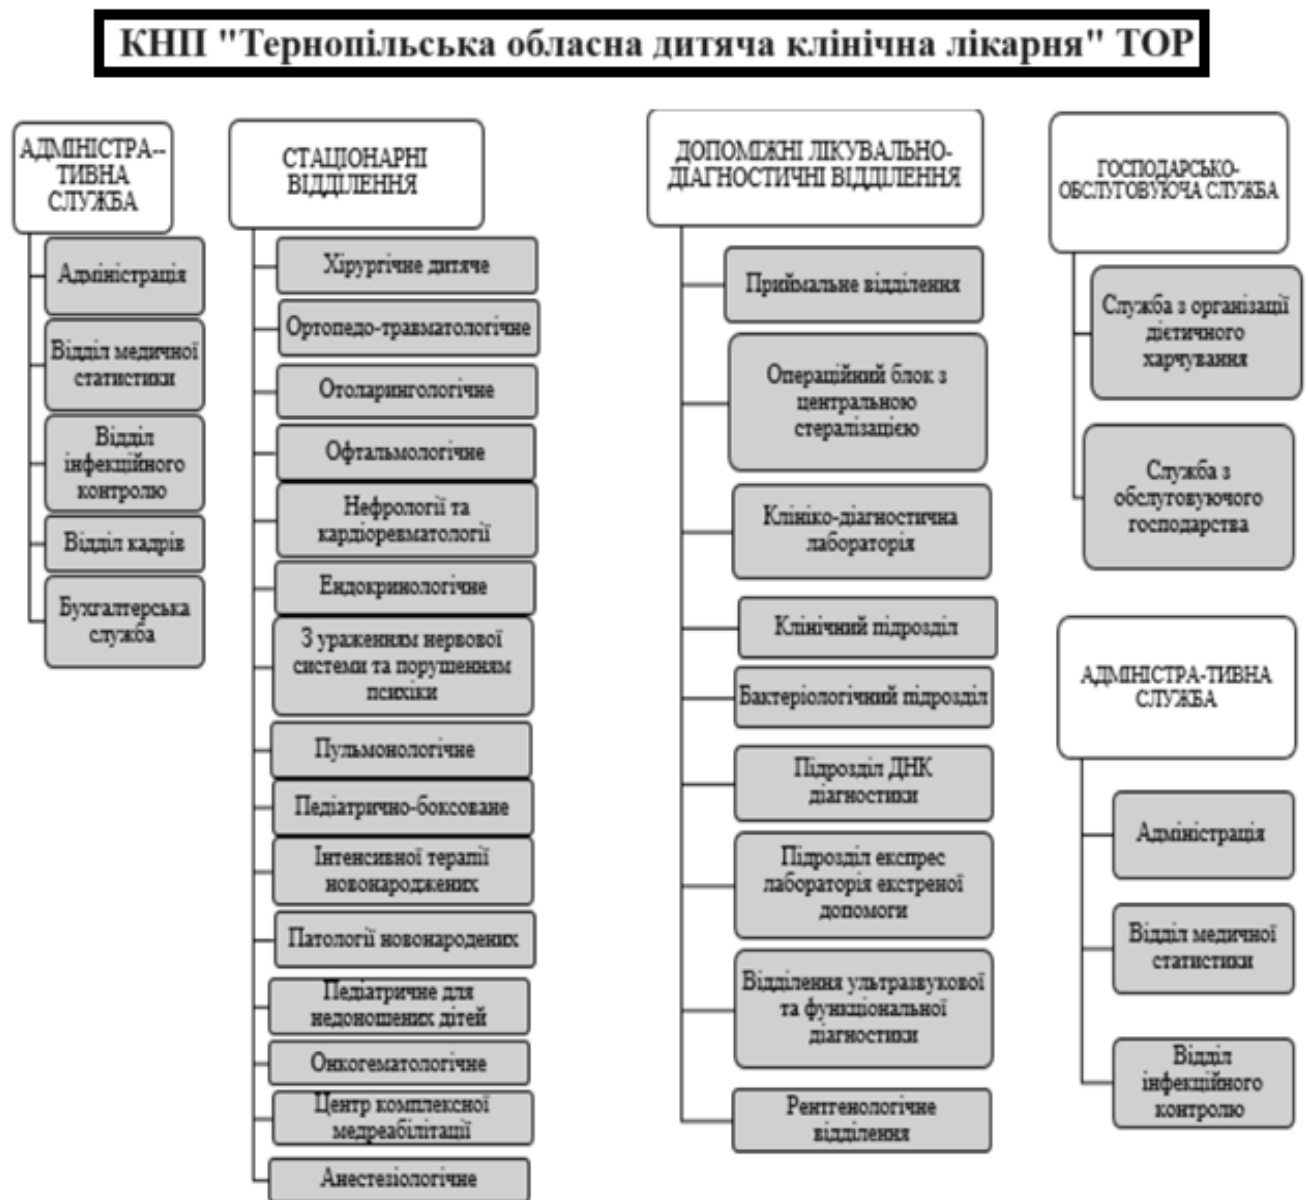 КНП "Тернопільська обласна дитяча клінічна лікарня" ТОР
АДМІНІСТРА--
ТИВНА
СЛУЖБА
Адміністрація
Відділ медичної
статистики
Відділ
інфекційного
контролю
Відділ кадрів
Бухгалтерська
служба
СТАЦІОНАРНІ
ВІДДІЛЕННЯ
Хірургічне дитяче
Ортопедо-травматологічне
Отоларингологічне
Офтальмологічне
Нефрології та
кардіоревматології
Ендокринологічне
З ураженням нервової
системи та порушенням
психіки
Пульмонологічне
Педіатрично-боксоване
Інтенсивної терапії
новонароджених
Патології новонародених
Педіатричне для
недоношених дітей
Онкогематологічне
Центр комплексної
медреабілітації
Анестезіологічне
ДОПОМІЖНІ ЛІКУВАЛЬНО-
ДІАГНОСТИЧНІ ВІДДІЛЕННЯ
Приймальне відділення
Операційний блок з
центральною
стералізацією
Клініко-діагностична
лабораторія
Клінічний підрозділ
Бактеріологічний підрозділ
Підрозділ ДНК
діагностики
Підрозділ експрес
лабораторія екстреної
допомоги
Відділення ультразвукової
та функціональної
діагностики
Рентгенологічне
відділення
ГОСПОДАРСЬКО-
ОБСЛУГОВУЮЧА СЛУЖБА
Служба з організації
дієтичного
харчування
Служба з
обслуговуючого
господарства
АДМІНІСТРА-ТИВНА
СЛУЖБА
Адміністрація
Відділ медичної
статистики
Відділ
інфекційного
контролю